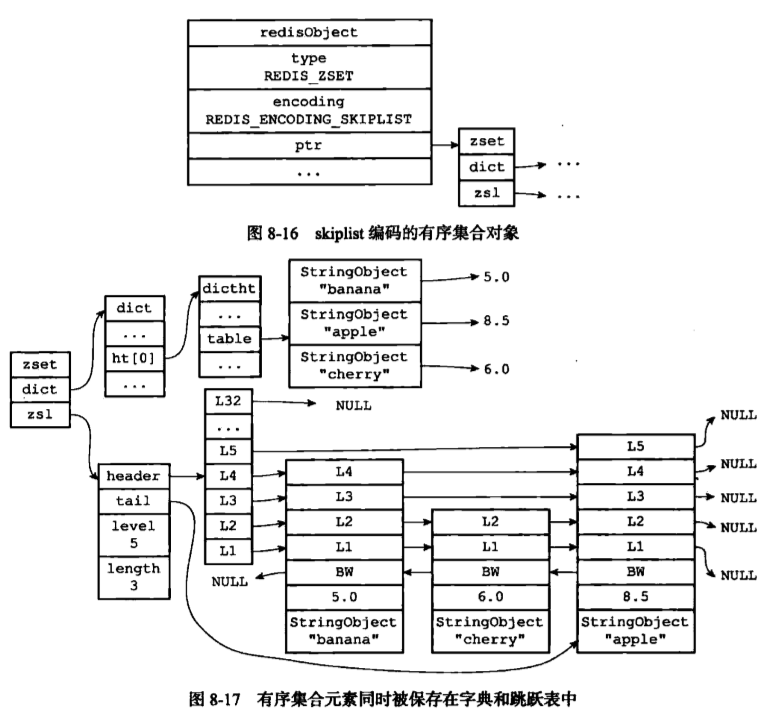 redisObject
type
REDIS_ZSET
encoding
REDIS_ENCODING_SKIPLIST
ptr
...
zset
dict
zsl
...
...
图 8-16 skiplist 编码的有序集合对象
zset
dict
zsl
dict
...
ht[0]
...
dictht
...
table
...
StringObject
"banana"
StringObject
"apple"
StringObject
"cherry"
5.0
8.5
6.0
header
tail
level
5
length
3
L32
...
L5
L4
L3
L2
L1
NULL
NULL
L4
L3
L2
L1
BW
5.0
StringObject
"banana"
L2
L1
BW
6.0
StringObject
"cherry"
L5
L4
L3
L2
L1
BW
8.5
StringObject
"apple"
NULL
NULL
NULL
NULL
NULL
图 8-17 有序集合元素同时被保存在字典和跳跃表中